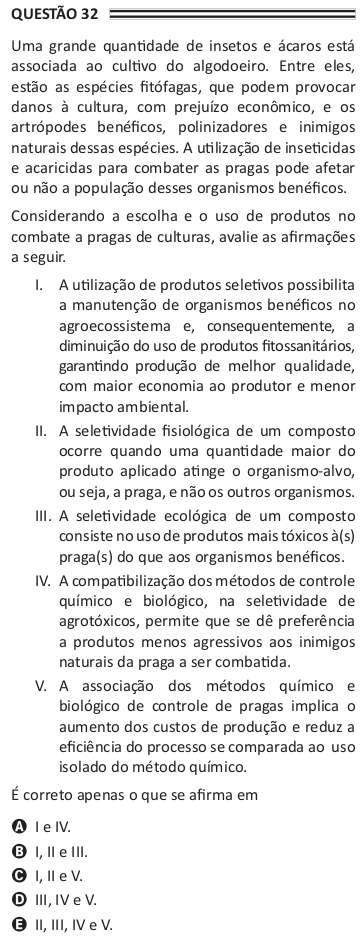 QUESTÃO 32
Uma grande quantidade de insetos e ácaros está
associada ao cultivo do algodoeiro. Entre eles,
estão as espécies fitófagas, que podem provocar
danos à cultura, com prejuízo econômico, e os
artrópodes benéficos, polinizadores e inimigos
naturais dessas espécies. A utilização de inseticidas
e acaricidas para combater as pragas pode afetar
ou não a população desses organismos benéficos.
Considerando a escolha e o uso de produtos no
combate a pragas de culturas, avalie as afirmações
a seguir.
I. A utilização de produtos seletivos possibilita
a manutenção de organismos benéficos no
agroecossistema e, consequentemente, a
diminuição do uso de produtos fitossanitários,
garantindo produção de melhor qualidade,
com maior economia ao produtor e menor
impacto ambiental.
II. A seletividade fisiológica de um composto
ocorre quando uma quantidade maior do
produto aplicado atinge o organismo-alvo,
ou seja, a praga, e não os outros organismos.
III. A seletividade ecológica de um composto
consiste no uso de produtos mais tóxicos à(s)
praga(s) do que aos organismos benéficos.
IV. A compatibilização dos métodos de controle
químico e biológico, na seletividade de
agrotóxicos, permite que se dê preferência
a produtos menos agressivos aos inimigos
naturais da praga a ser combatida.
V. A associação dos métodos químico e
biológico de controle de pragas implica o
aumento dos custos de produção e reduz a
eficiência do processo se comparada ao uso
isolado do método químico.
É correto apenas o que se afirma em
A I e IV.
B I, II e III.
C I, II e V.
D III, IV e V.
E II, III, IV e V.